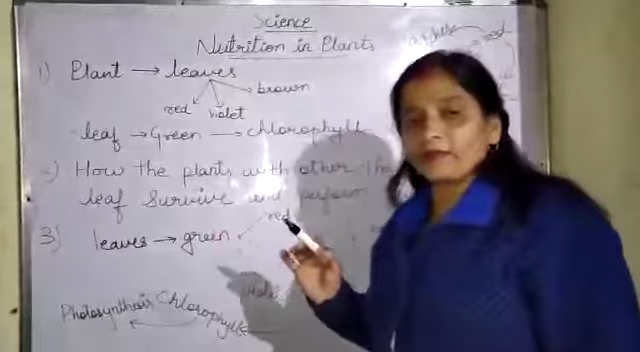 Science
Nutrition in Plants
1) Plant → leaves
red violet brown
leaf → Green → chlorophyll
2) How the plants with other
leaf Survive and perform
3) leaves → green red
Photosynthesis Chlorophyll